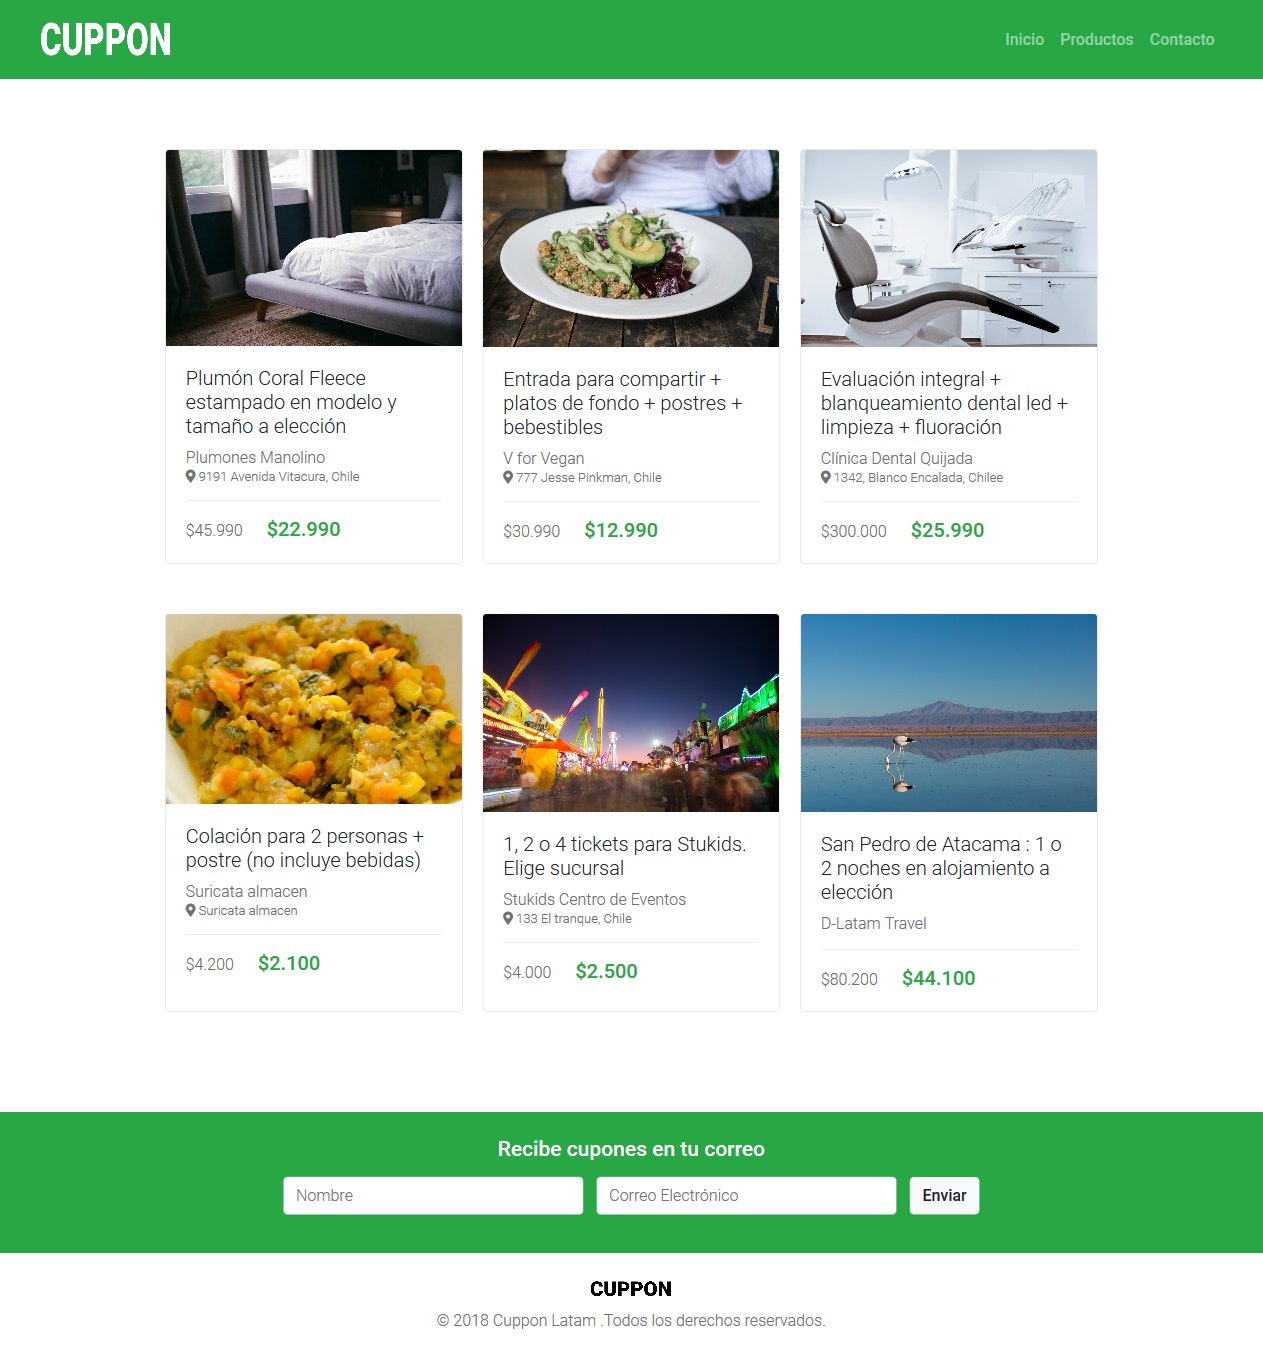 CUPPON
Inicio Productos Contacto
Plumón Coral Fleece
estampado en modelo y
tamaño a elección
Plumones Manolino
9191 Avenida Vitacura, Chile
$45.990 $22.990
Entrada para compartir +
platos de fondo + postres +
bebestibles
V for Vegan
777 Jesse Pinkman, Chile
$30.990 $12.990
Evaluación integral +
blanqueamiento dental led +
limpieza + fluoración
Clínica Dental Quijada
1342, Blanco Encalada, Chilee
$300.000 $25.990
Colación para 2 personas +
postre (no incluye bebidas)
Suricata almacen
Suricata almacen
$4.200 $2.100
1, 2 o 4 tickets para Stukids.
Elige sucursal
Stukids Centro de Eventos
133 El tranque, Chile
$4.000 $2.500
San Pedro de Atacama : 1 o
2 noches en alojamiento a
elección
D-Latam Travel
$80.200 $44.100
Recibe cupones en tu correo
Nombre Correo Electrónico Enviar
CUPPON
© 2018 Cuppon Latam .Todos los derechos reservados.